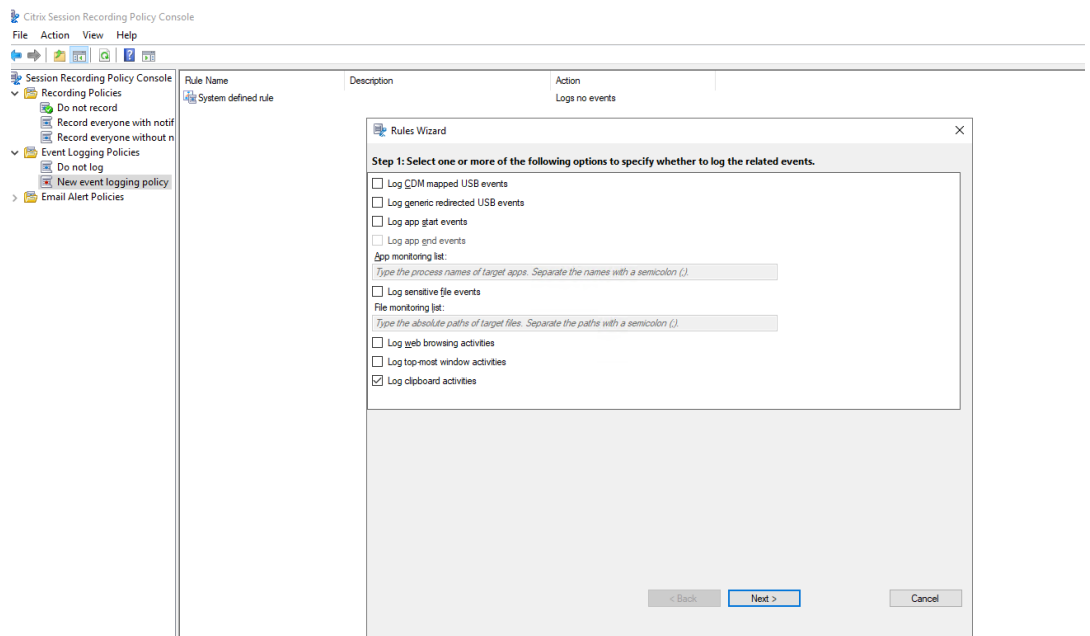 Citrix Session Recording Policy Console
File Action View Help
Session Recording Policy Console
Recording Policies
Do not record
Record everyone with notif
Record everyone without n
Event Logging Policies
Do not log
New event logging policy
Email Alert Policies
Rule Name Description Action
System defined rule Logs no events
Rules Wizard
Step 1: Select one or more of the following options to specify whether to log the related events.
Log CDM mapped USB events
Log generic redirected USB events
Log app start events
Log app end events
App monitoring list:
Type the process names of target apps. Separate the names with a semicolon (;).
Log sensitive file events
File monitoring list:
Type the absolute paths of target files. Separate the paths with a semicolon (;).
Log web browsing activities
Log top-most window activities
Log clipboard activities
< Back Next > Cancel